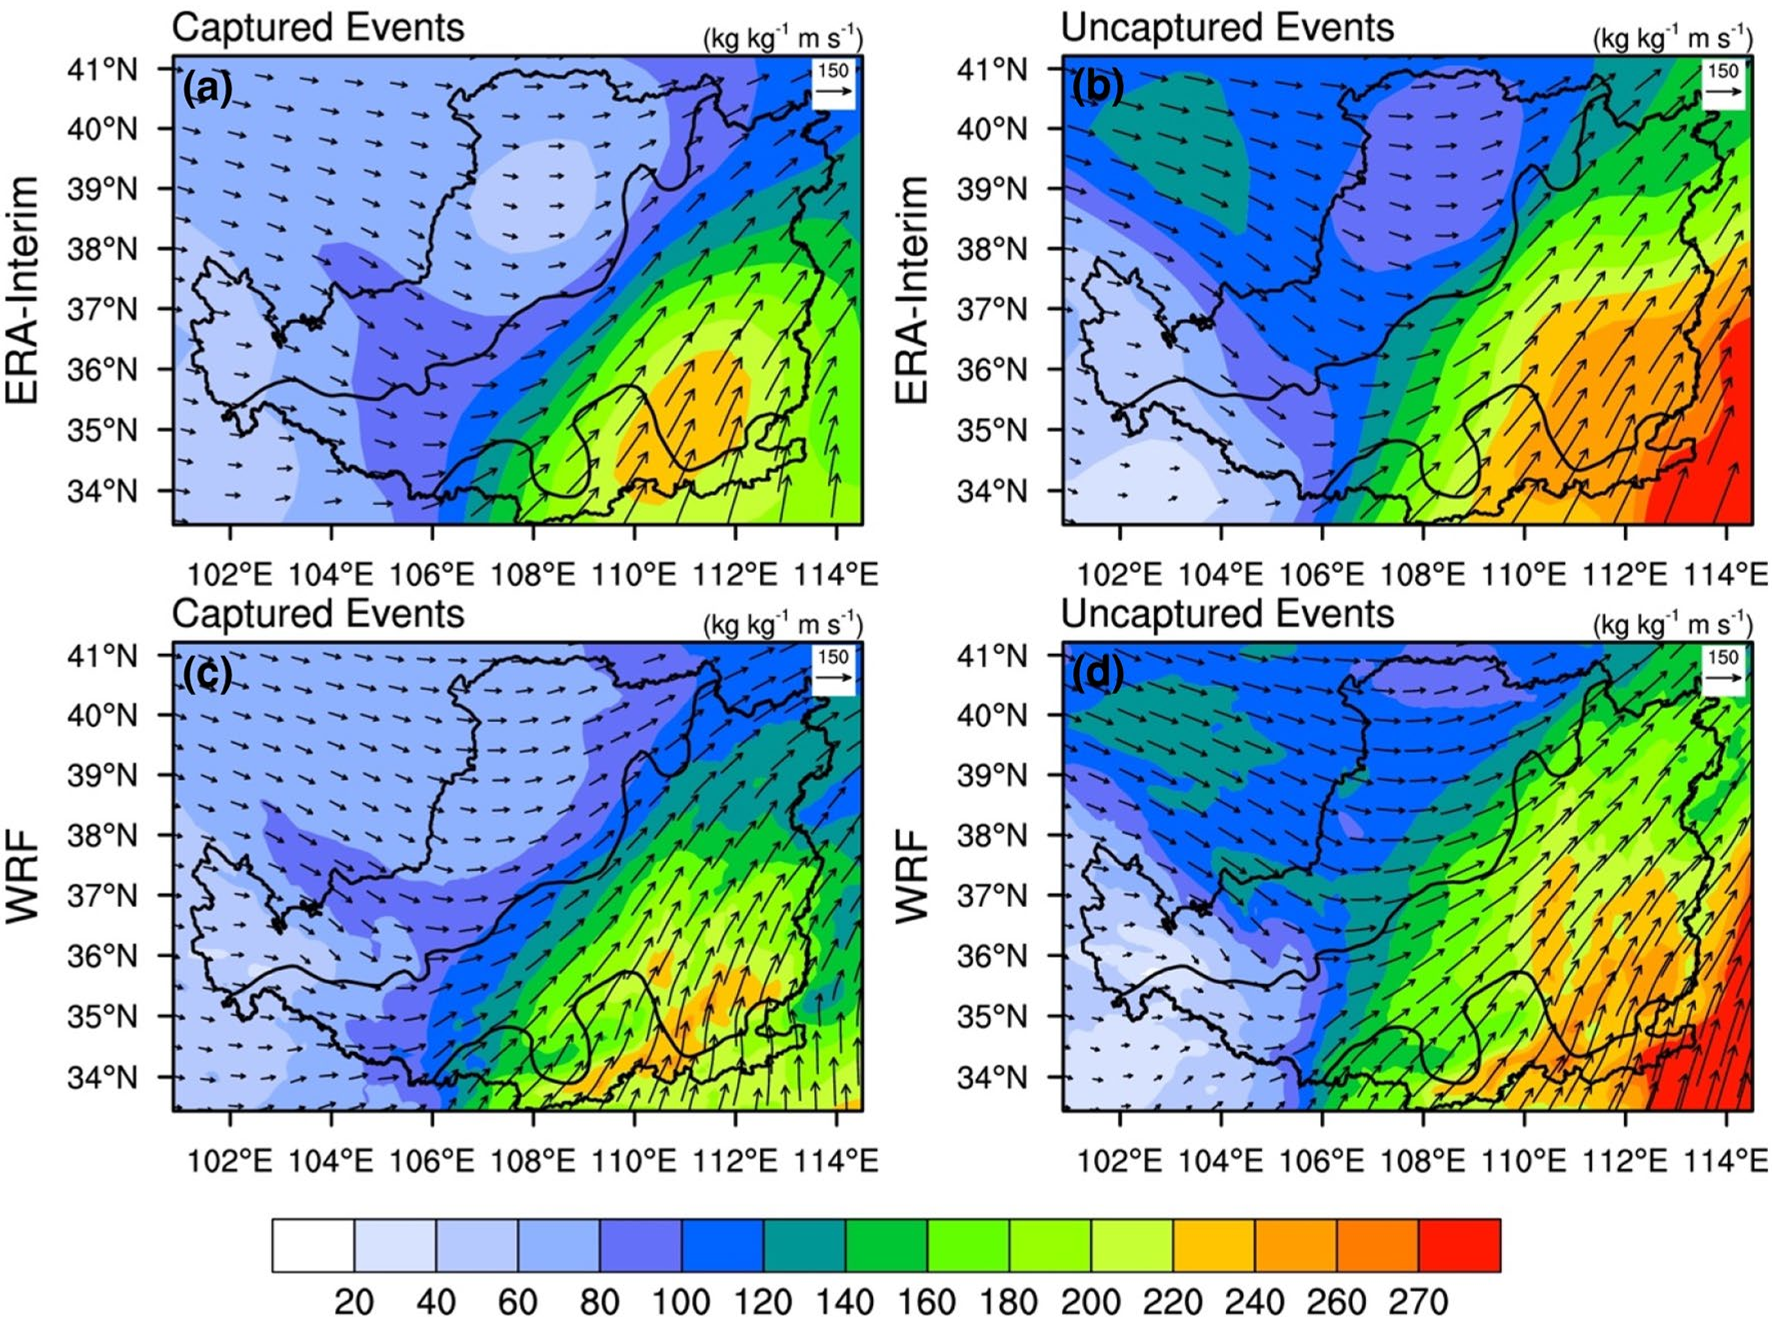 Captured Events
(kg kg⁻¹ m s⁻¹)
Uncaptured Events
(kg kg⁻¹ m s⁻¹)
ERA-Interim
(a)
150
41°N
40°N
39°N
38°N
37°N
36°N
35°N
34°N
102°E 104°E 106°E 108°E 110°E 112°E 114°E
ERA-Interim
(b)
150
41°N
40°N
39°N
38°N
37°N
36°N
35°N
34°N
102°E 104°E 106°E 108°E 110°E 112°E 114°E
Captured Events
(kg kg⁻¹ m s⁻¹)
Uncaptured Events
(kg kg⁻¹ m s⁻¹)
WRF
(c)
150
41°N
40°N
39°N
38°N
37°N
36°N
35°N
34°N
102°E 104°E 106°E 108°E 110°E 112°E 114°E
WRF
(d)
150
41°N
40°N
39°N
38°N
37°N
36°N
35°N
34°N
102°E 104°E 106°E 108°E 110°E 112°E 114°E
20 40 60 80 100 120 140 160 180 200 220 240 260 270